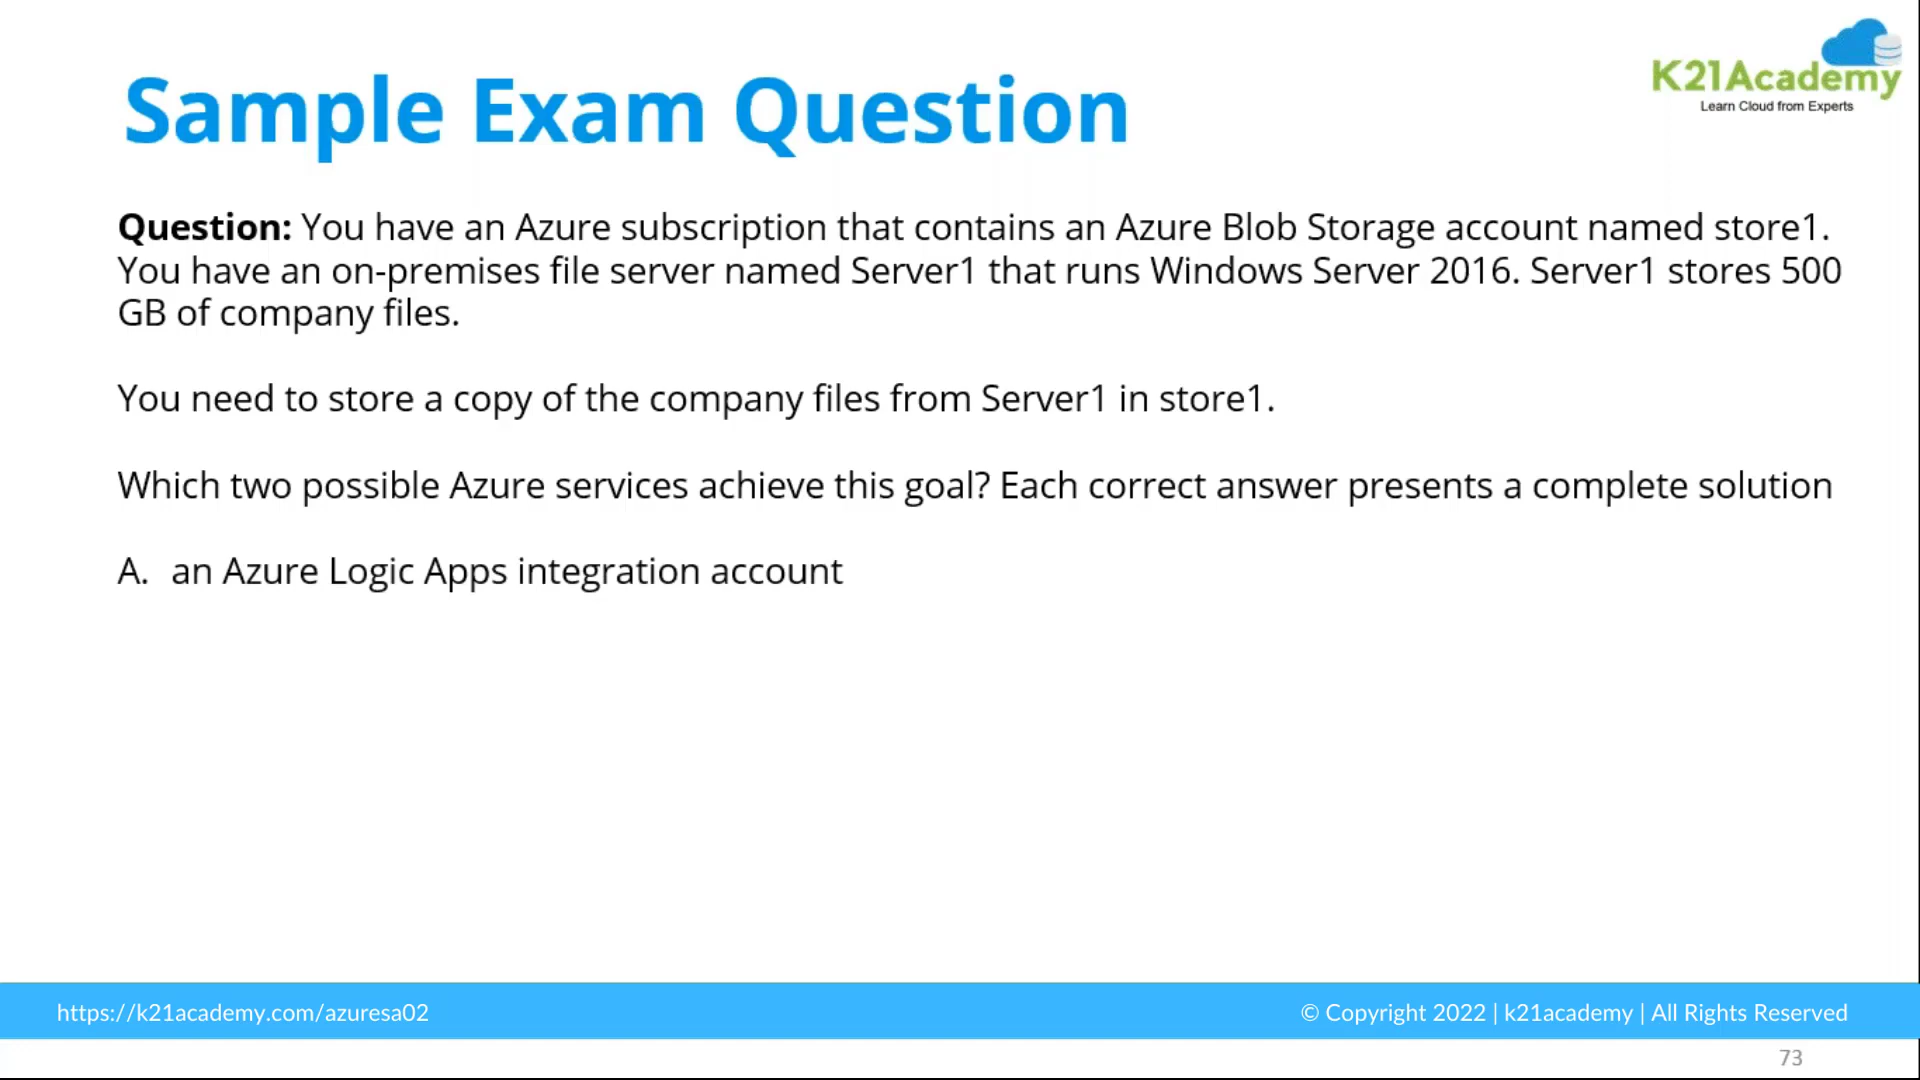 K21Academy
Learn Cloud from Experts
Sample Exam Question
Question: You have an Azure subscription that contains an Azure Blob Storage account named store1.
You have an on-premises file server named Server1 that runs Windows Server 2016. Server1 stores 500
GB of company files.
You need to store a copy of the company files from Server1 in store1.
Which two possible Azure services achieve this goal? Each correct answer presents a complete solution
A. an Azure Logic Apps integration account
https://k21academy.com/azuresa02
© Copyright 2022 | k21academy | All Rights Reserved
73